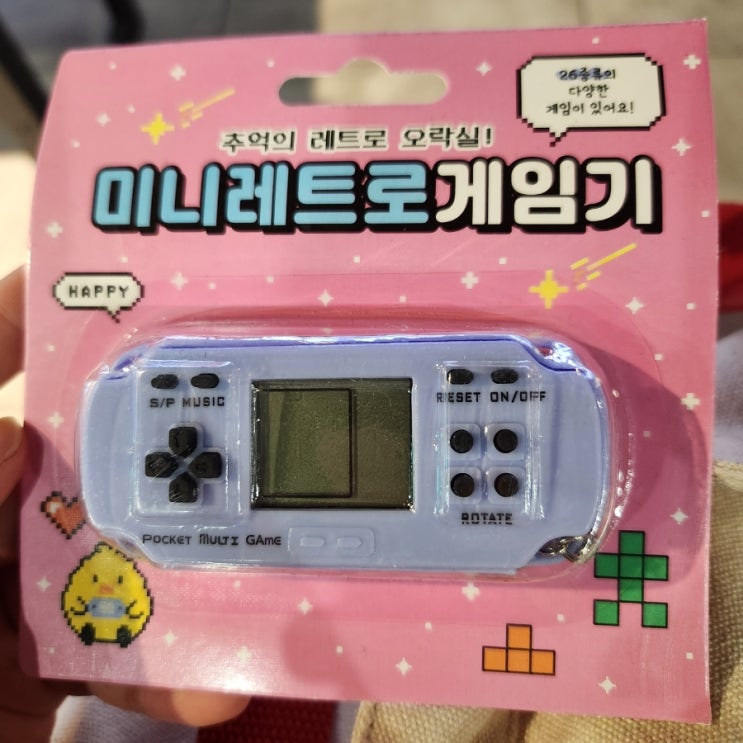 26종류의
다양한
게임이 있어요!
추억의 레트로 오락실!
미니레트로게임기
HAPPY
S/P MUSIC
RESET ON/OFF
ROTATE
POCKET MULTI GAME